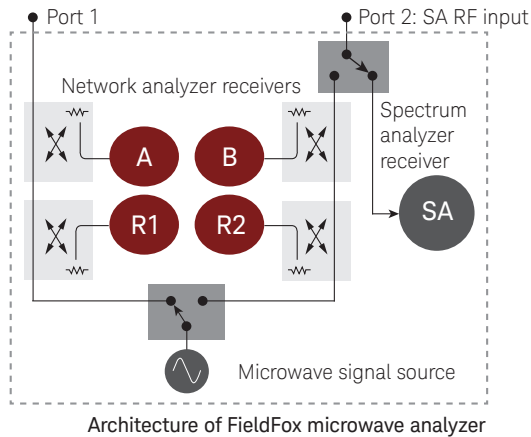 Port 1
Port 2: SA RF input
Network analyzer receivers
Spectrum
analyzer
receiver
A
B
SA
R1
R2
Microwave signal source
Architecture of FieldFox microwave analyzer